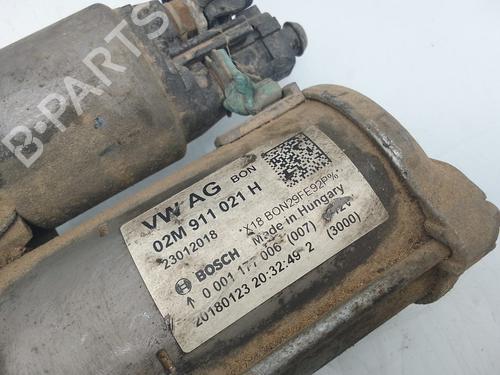 VW AG BON
02M 911 021 H
23012018
X18 BON29FE92P%
Made in Hungary
BOSCH
0 001 177 006 (007) 12V
20180123 20:32:49 2 (3000)
B-PARTS